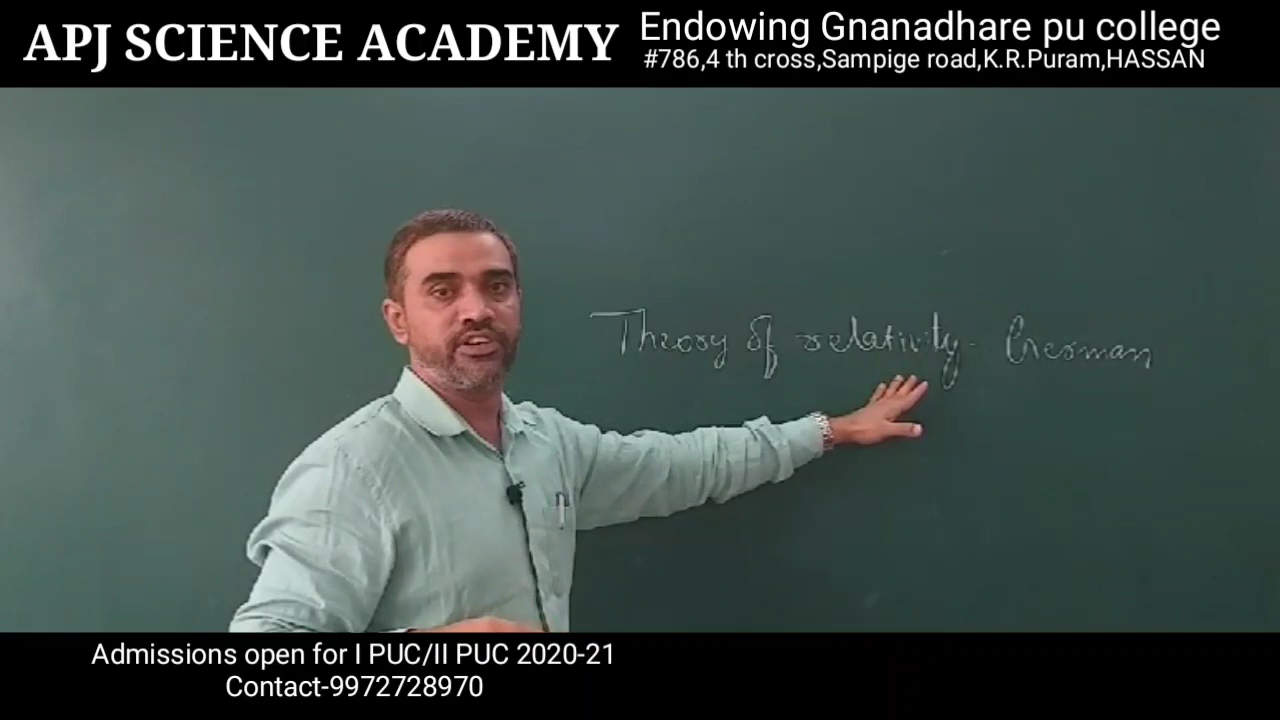 APJ SCIENCE ACADEMY
Endowing Gnanadhare pu college
#786,4 th cross,Sampige road,K.R.Puram,HASSAN
Theory of relativity - German
Admissions open for I PUC/II PUC 2020-21
Contact-9972728970